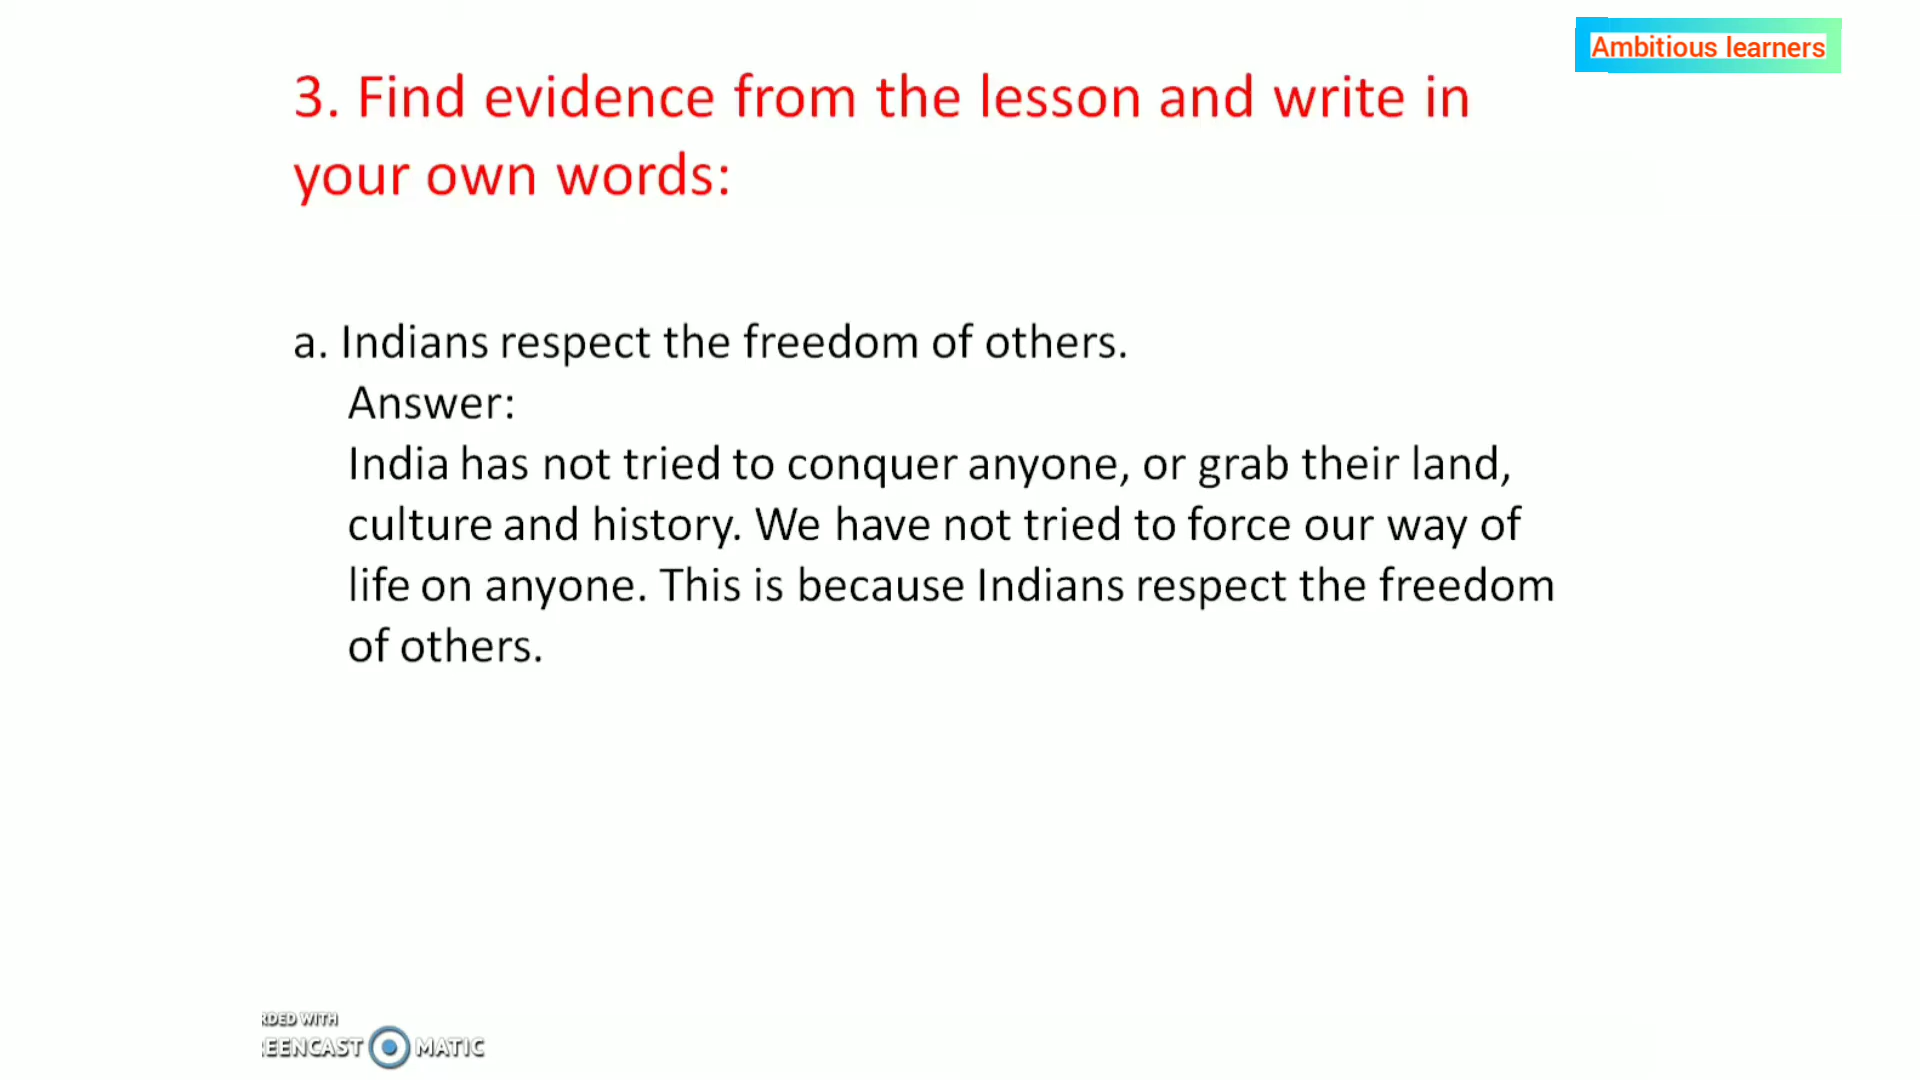 Ambitious learners
3. Find evidence from the lesson and write in
your own words:
a. Indians respect the freedom of others.
Answer:
India has not tried to conquer anyone, or grab their land,
culture and history. We have not tried to force our way of
life on anyone. This is because Indians respect the freedom
of others.
RDED WITH
EENCAST MATIC